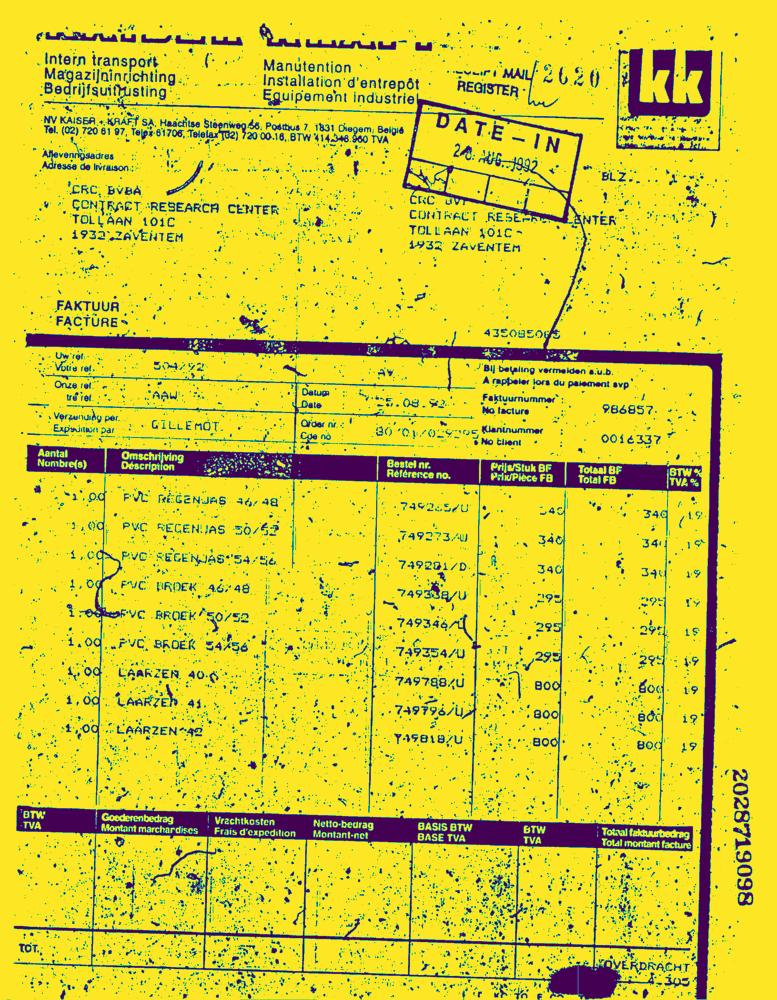 Intern transport
Magazijninrichting
Bedrijfsuitrusting
Manutention
Installation d'entrepôt
Equipement industriel
MAIL 2620
REGISTER
kk
NV KAISER + KRAFT SA, Haachtse Steenweg 56, Postbus 7, 1831 Diegem, België
Tel. (02) 720 61 97, Telex 61706, Telefax (02) 720 00.16, BTW 414.348.960 TVA
DATE-IN
AUG. 1992
BLZ.
Afleveringsadres
Adresse de livraison
CRC BVBA
CONTRACT RESEARCH CENTER
TOLLAAN 101C
1932 ZAVENTEM
CRC
CONTRACT RESEARCH CENTER
TOLLAAN 101C
1932 ZAVENTEM
FAKTUUR
FACTURE
435085065
Uw ref.
Votre ref.
504/92
AV
Bij betaling vermelden a.u.b.
A rappeler lors du paiement svp
Onze ref.
AAW
Datum
Date
5.08.92
Faktuurnummer
No facture
986857
Verzending per
Expedition par
GILLEMOT
Order nr.
Cde no
80/01/029295
Klantnummer
No client
0016337
Aantal
Nombre(s)
Omschrijving
Déscription
Bestel nr.
Référence no.
Prijs/Stuk BF
Prix/Pièce FB
Totaal BF
Total FB
BTW %
TVA %
1,00 PVC REGENJAS 46/48 749265/U 340 340 19
1,00 PVC REGENJAS 50/52 749273/U 340 340 19
1,00 PVC REGENJAS 54/56 749281/D 340 340 19
1,00 PVC BROEK 46/48 749338/U 295 295 19
1,00 PVC BROEK 50/52 749346/U 295 295 19
1,00 PVC BROEK 54/56 749354/U 295 295 19
1,00 LAARZEN 40 749788/U 800 800 19
1,00 LAARZEN 41 749796/U 800 800 19
1,00 LAARZEN 42 749818/U 800 800 19
BTW
TVA
Goederenbedrag
Montant marchandises
Vrachtkosten
Frais d'expedition
Netto-bedrag
Montant-net
BASIS BTW
BASE TVA
BTW
TVA
Totaal faktuurbedrag
Total montant facture
TOT.
OVERDRACHT
4.305
2028719098